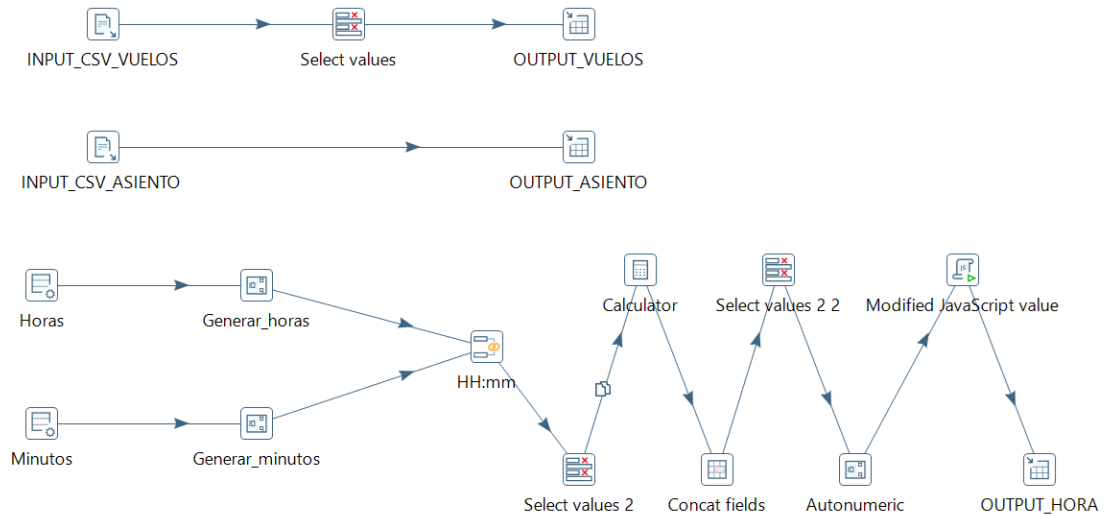 INPUT_CSV_VUELOS
Select values
OUTPUT_VUELOS
INPUT_CSV_ASIENTO
OUTPUT_ASIENTO
Horas
Generar_horas
HH:mm
Calculator
Select values 2 2
Modified JavaScript value
Minutos
Generar_minutos
Select values 2
Concat fields
Autonumeric
OUTPUT_HORA